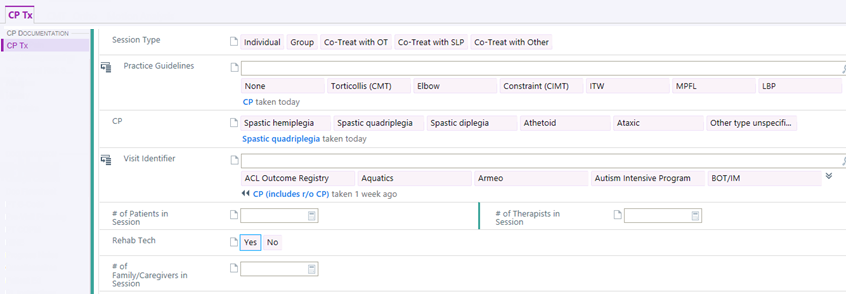 CP Tx
CP DOCUMENTATION
CP Tx
Session Type Individual Group Co-Treat with OT Co-Treat with SLP Co-Treat with Other
Practice Guidelines
None Torticollis (CMT) Elbow Constraint (CIMT) ITW MPFL LBP
CP taken today
CP Spastic hemiplegia Spastic quadriplegia Spastic diplegia Athetoid Ataxic Other type unspecifi...
Spastic quadriplegia taken today
Visit Identifier
ACL Outcome Registry Aquatics Armeo Autism Intensive Program BOT/IM
CP (includes r/o CP) taken 1 week ago
# of Patients in # of Therapists in
Session Session
Rehab Tech Yes No
# of
Family/Caregivers in
Session